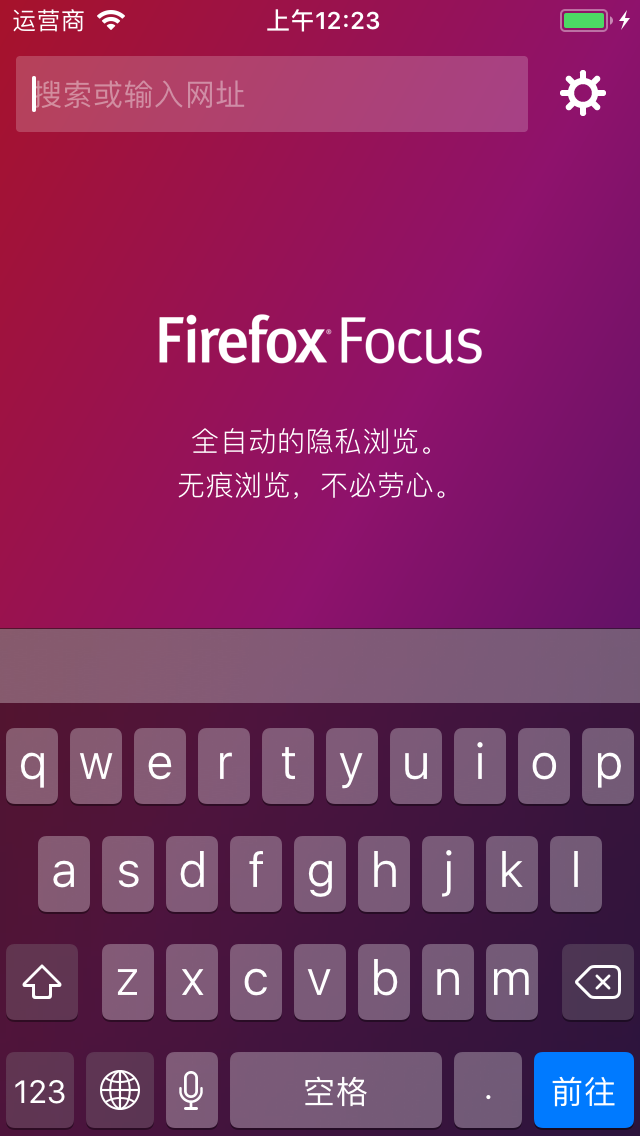 运营商 上午12:23
搜索或输入网址
Firefox® Focus
全自动的隐私浏览。
无痕浏览，不必劳心。
q w e r t y u i o p
a s d f g h j k l
z x c v b n m
123 空格 . 前往